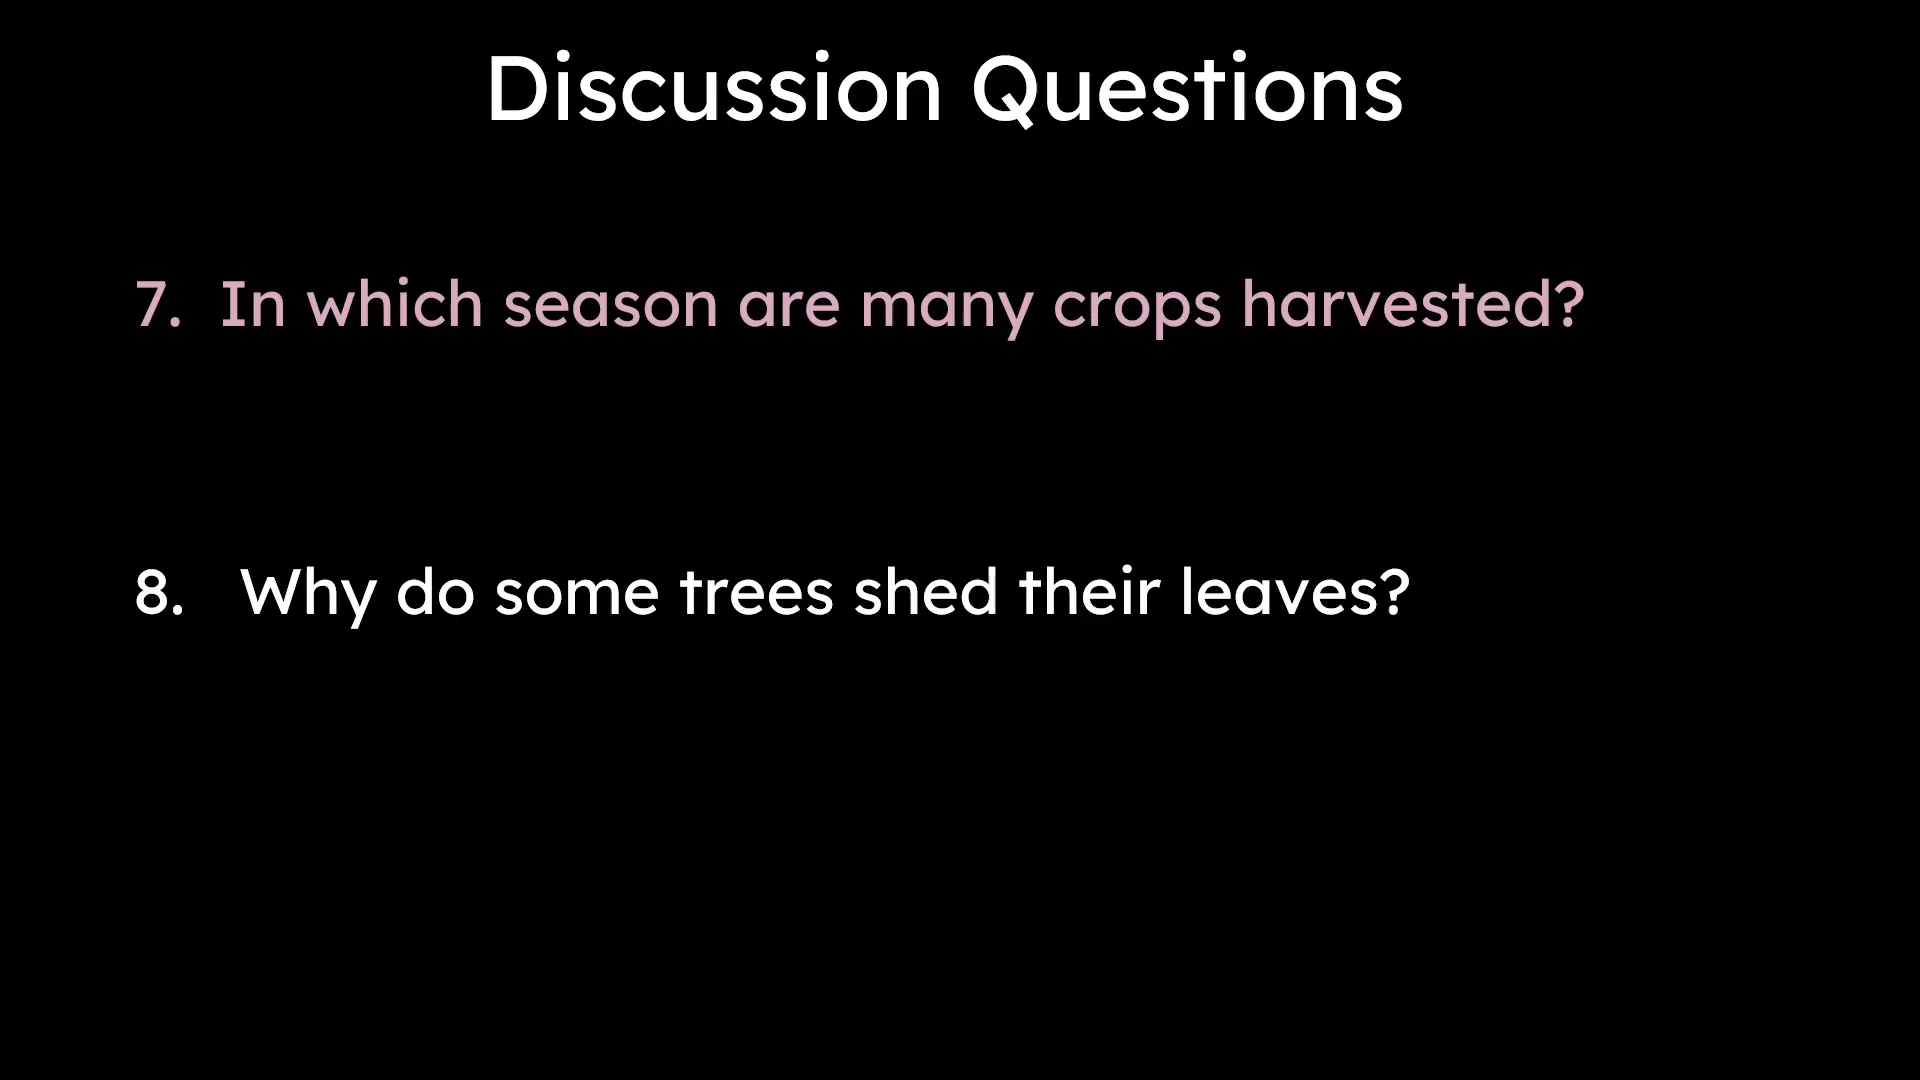 Discussion Questions
7. In which season are many crops harvested?
8. Why do some trees shed their leaves?